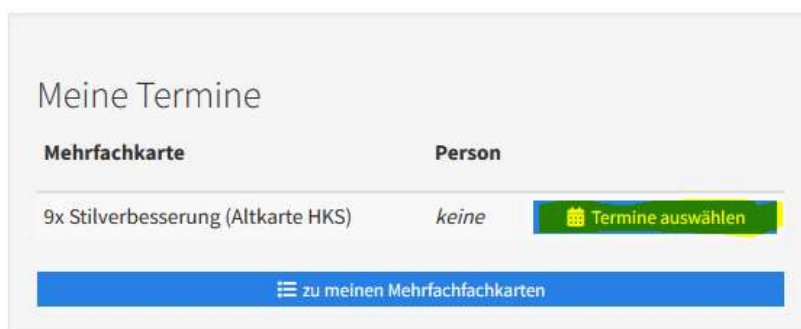 Meine Termine
Mehrfachkarte Person
9x Stilverbesserung (Altkarte HKS) keine Termine auswählen
zu meinen Mehrfachfachkarten